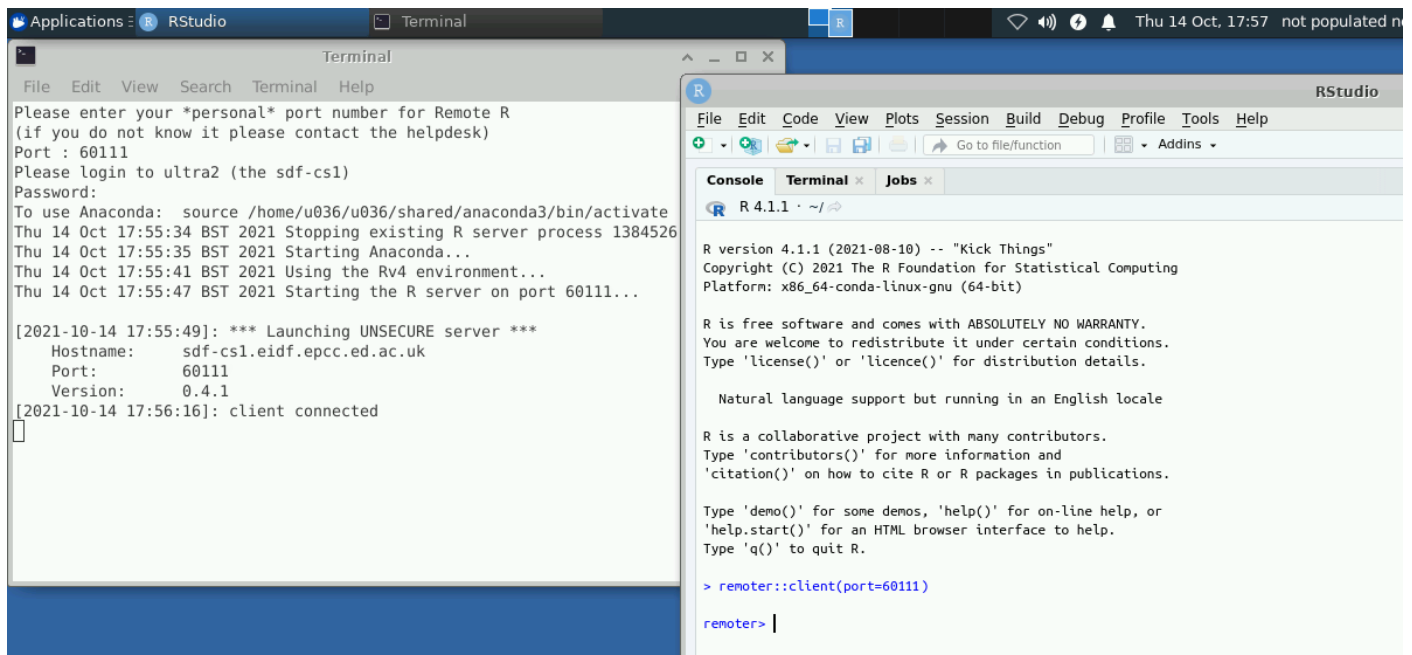 Applications R RStudio Terminal R Thu 14 Oct, 17:57 not populated
Terminal
File Edit View Search Terminal Help
Please enter your *personal* port number for Remote R
(if you do not know it please contact the helpdesk)
Port : 60111
Please login to ultra2 (the sdf-cs1)
Password:
To use Anaconda:  source /home/u036/u036/shared/anaconda3/bin/activate
Thu 14 Oct 17:55:34 BST 2021 Stopping existing R server process 1384526
Thu 14 Oct 17:55:35 BST 2021 Starting Anaconda...
Thu 14 Oct 17:55:41 BST 2021 Using the Rv4 environment...
Thu 14 Oct 17:55:47 BST 2021 Starting the R server on port 60111...
[2021-10-14 17:55:49]: *** Launching UNSECURE server ***
Hostname: sdf-cs1.eidf.epcc.ed.ac.uk
Port: 60111
Version: 0.4.1
[2021-10-14 17:56:16]: client connected
R RStudio
File Edit Code View Plots Session Build Debug Profile Tools Help
R Go to file/function Addins
Console Terminal Jobs
R R 4.1.1 · ~/
R version 4.1.1 (2021-08-10) -- "Kick Things"
Copyright (C) 2021 The R Foundation for Statistical Computing
Platform: x86_64-conda-linux-gnu (64-bit)
R is free software and comes with ABSOLUTELY NO WARRANTY.
You are welcome to redistribute it under certain conditions.
Type 'license()' or 'licence()' for distribution details.
Natural language support but running in an English locale
R is a collaborative project with many contributors.
Type 'contributors()' for more information and
'citation()' on how to cite R or R packages in publications.
Type 'demo()' for some demos, 'help()' for on-line help, or
'help.start()' for an HTML browser interface to help.
Type 'q()' to quit R.
> remoter::client(port=60111)
remoter>